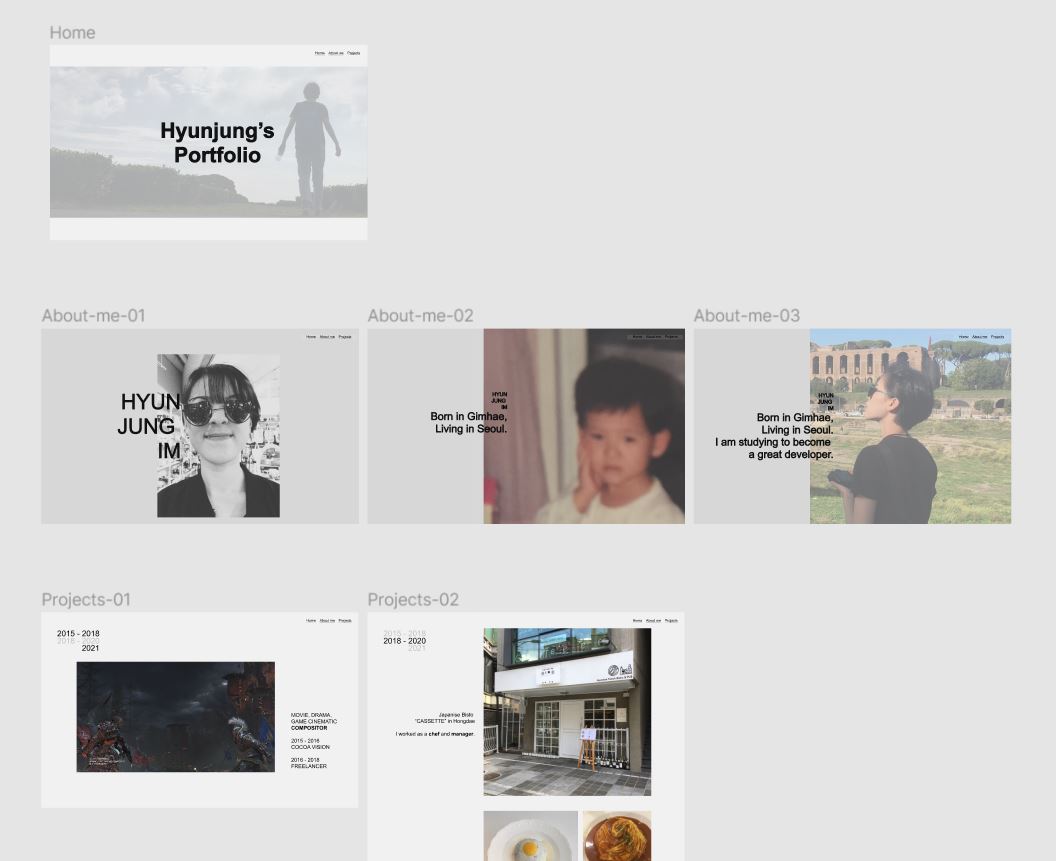 Home
Home About me Projects
Hyunjung's
Portfolio
About-me-01
Home About me Projects
HYUN
JUNG
IM
About-me-02
Home About me Projects
HYUN
JUNG
IM
Born in Gimhae,
Living in Seoul.
About-me-03
Home About me Projects
HYUN
JUNG
IM
Born in Gimhae,
Living in Seoul.
I am studying to become
a great developer.
Projects-01
Home About me Projects
2015 - 2018
2018 - 2020
2021
MOVIE, DRAMA,
GAME CINEMATIC
COMPOSITOR
2015 - 2016
COCOA VISION
2016 - 2018
FREELANCER
Projects-02
Home About me Projects
2015 - 2018
2018 - 2020
2021
Japanise Bisto
"CASSETTE" in Hongdae
I worked as a chef and manager.